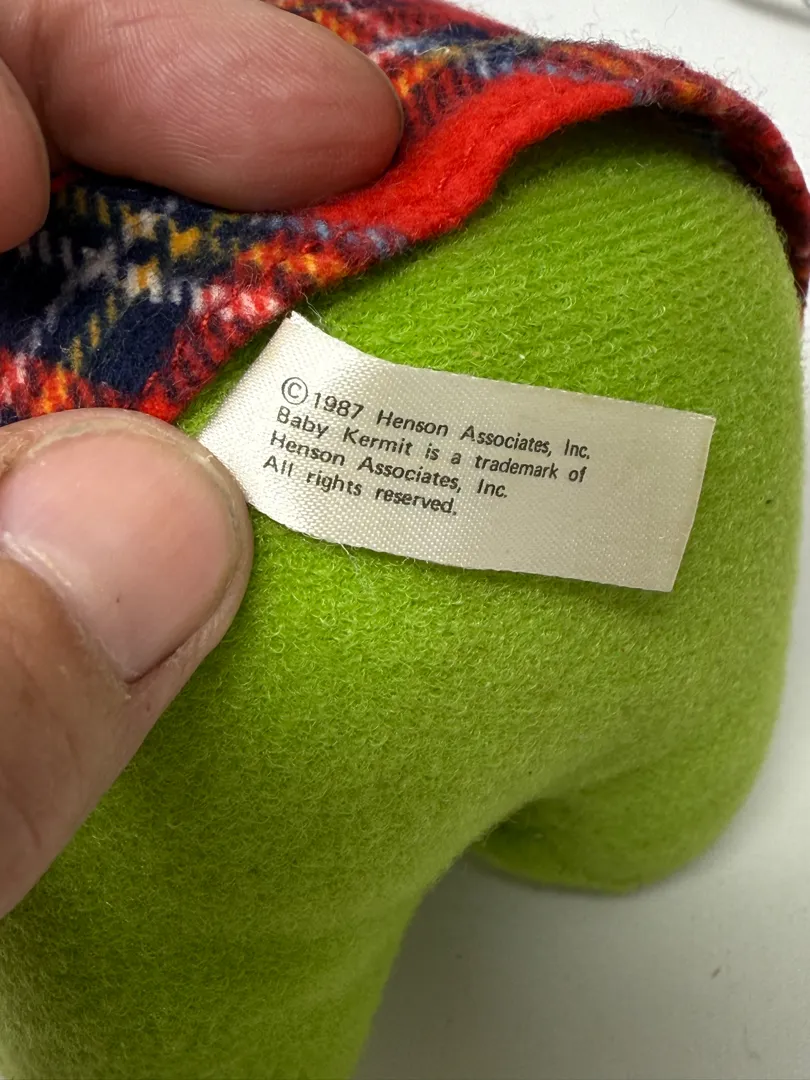 ©1987 Henson Associates, Inc.
Baby Kermit is a trademark of
Henson Associates, Inc.
All rights reserved.